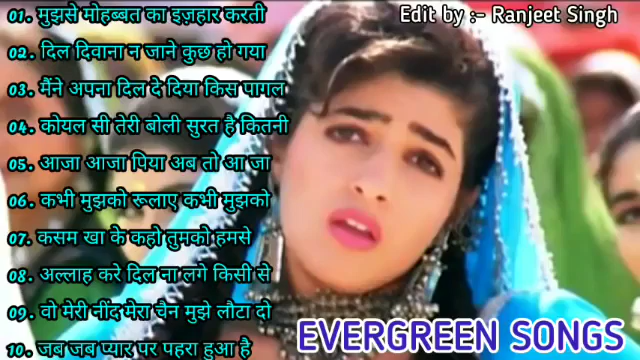 Edit by :- Ranjeet Singh
01. मुझसे मोहब्बत का इज़हार करती
02. दिल दिवाना न जाने कुछ हो गया
03. मैंने अपना दिल दे दिया किस पागल
04. कोयल सी तेरी बोली सुरत है कितनी
05. आजा आजा पिया अब तो आ जा
06. कभी मुझको रूलाए कभी मुझको
07. कसम खा के कहो तुमको हमसे
08. अल्लाह करे दिल ना लगे किसी से
09. वो मेरी नींद मेरा चैन मुझे लौटा दो
10. जब जब प्यार पर पहरा हुआ है
EVERGREEN SONGS